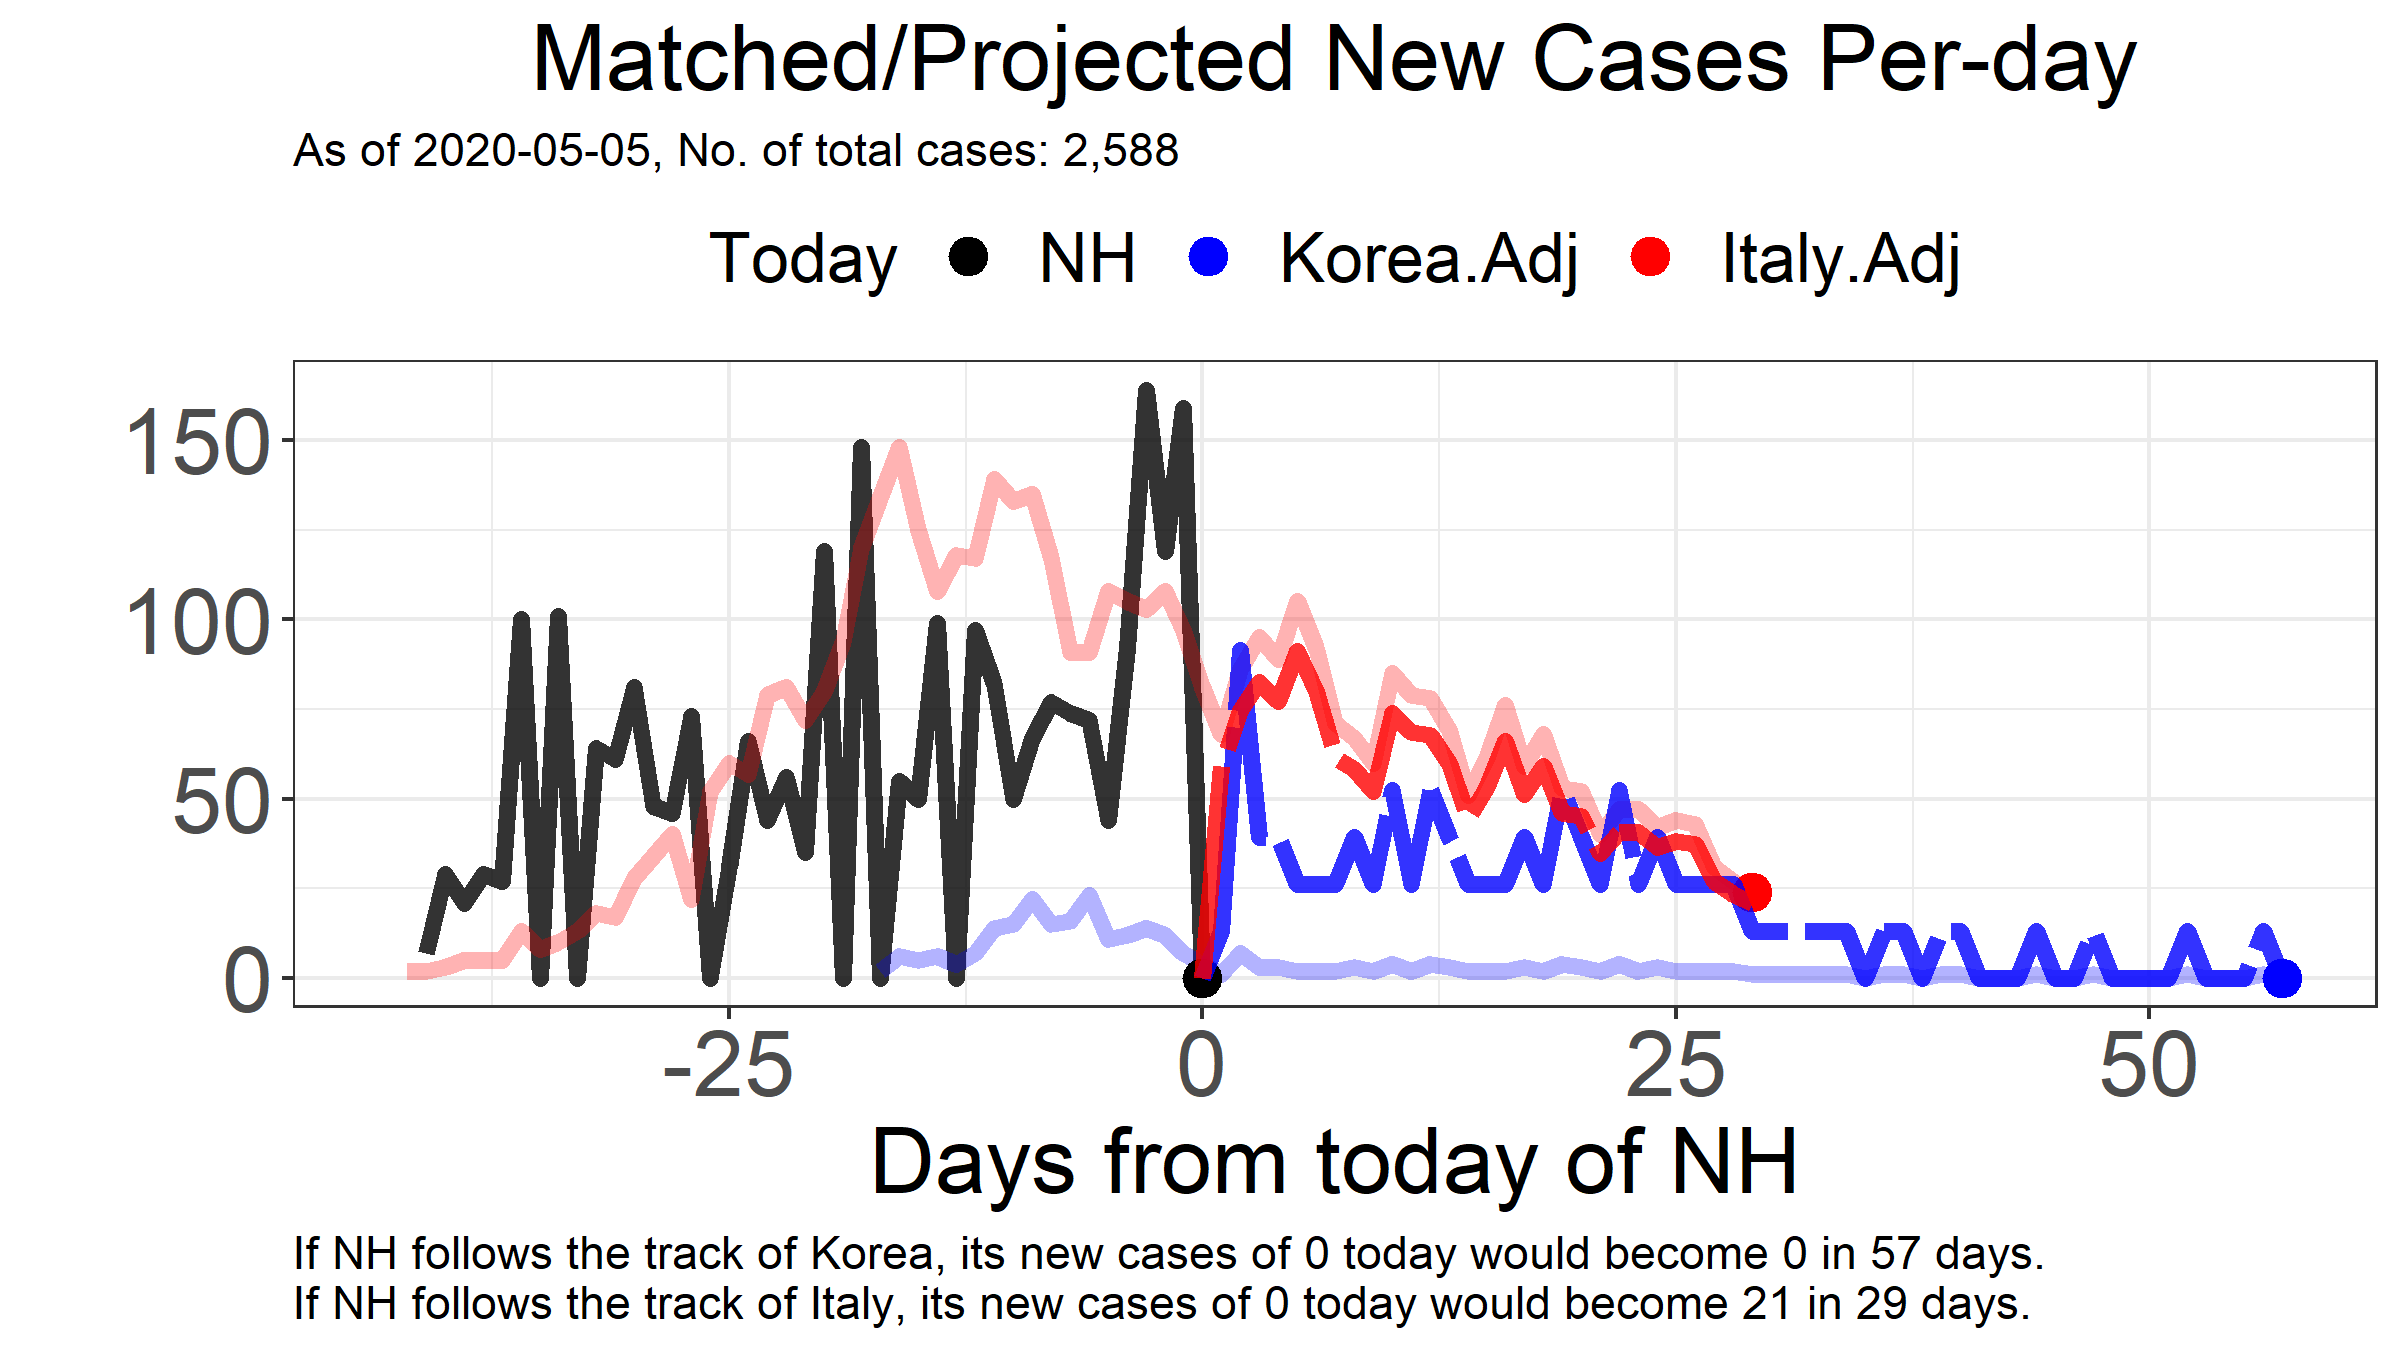 Matched/Projected New Cases Per-day
As of 2020-05-05, No. of total cases: 2,588
Today NH Korea.Adj Italy.Adj
150
100
50
0
-25 0 25 50
Days from today of NH
If NH follows the track of Korea, its new cases of 0 today would become 0 in 57 days.
If NH follows the track of Italy, its new cases of 0 today would become 21 in 29 days.